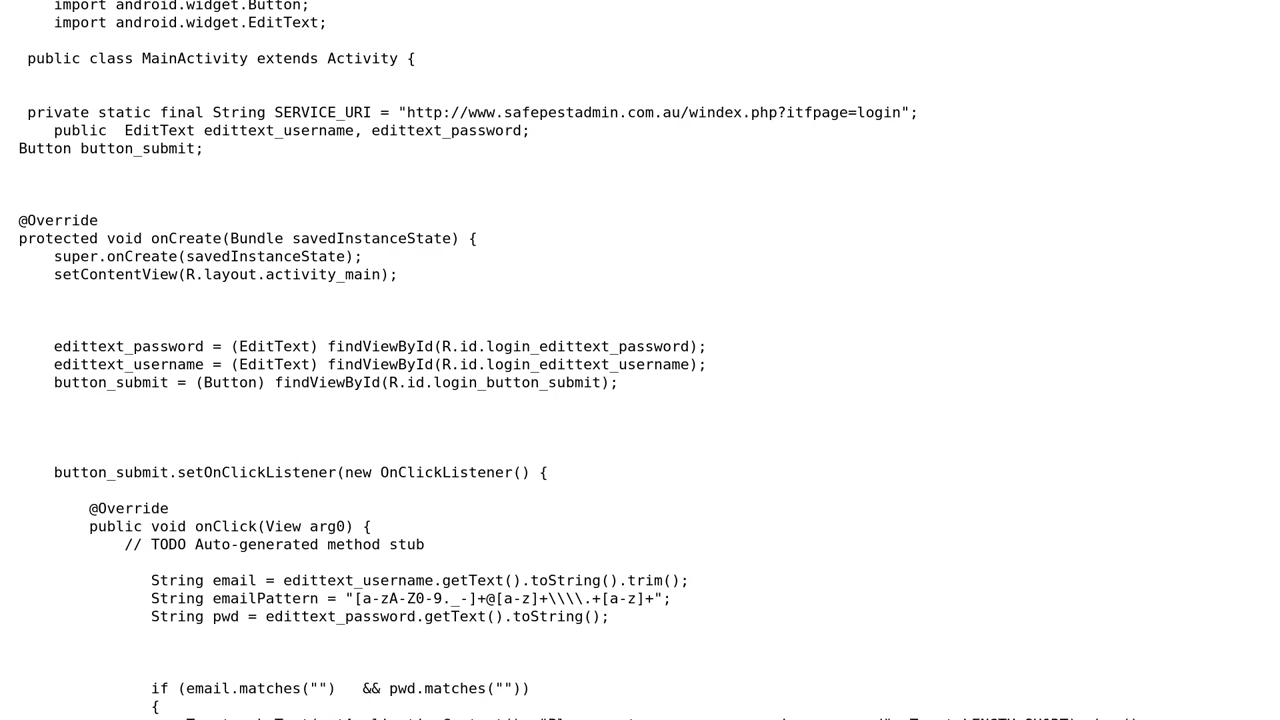 import android.widget.Button;
import android.widget.EditText;
public class MainActivity extends Activity {
private static final String SERVICE_URI = "http://www.safepestadmin.com.au/windex.php?itfpage=login";
public  EditText edittext_username, edittext_password;
Button button_submit;
@Override
protected void onCreate(Bundle savedInstanceState) {
super.onCreate(savedInstanceState);
setContentView(R.layout.activity_main);
edittext_password = (EditText) findViewById(R.id.login_edittext_password);
edittext_username = (EditText) findViewById(R.id.login_edittext_username);
button_submit = (Button) findViewById(R.id.login_button_submit);
button_submit.setOnClickListener(new OnClickListener() {
@Override
public void onClick(View arg0) {
// TODO Auto-generated method stub
String email = edittext_username.getText().toString().trim();
String emailPattern = "[a-zA-Z0-9._-]+@[a-z]+\\\\.+[a-z]+";
String pwd = edittext_password.getText().toString();
if (email.matches("")   && pwd.matches(""))
{